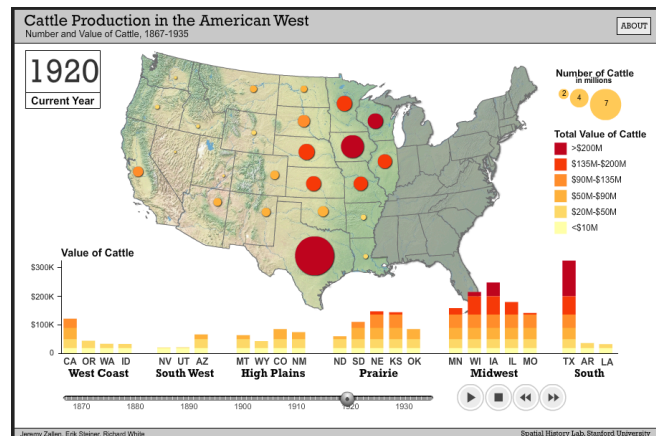 Cattle Production in the American West
Number and Value of Cattle, 1867-1935
ABOUT
1920
Current Year
Number of Cattle
in millions
2 4 7
Total Value of Cattle
>$200M
$135M-$200M
$90M-$135M
$50M-$90M
$20M-$50M
<$10M
Value of Cattle
$300K
$200K
$100K
0
CA OR WA ID NV UT AZ MT WY CO NM ND SD NE KS OK MN WI IA IL MO TX AR LA
West Coast South West High Plains Prairie Midwest South
1870 1880 1890 1900 1910 1920 1930
Jeremy Zallen, Erik Steiner, Richard White
Spatial History Lab, Stanford University